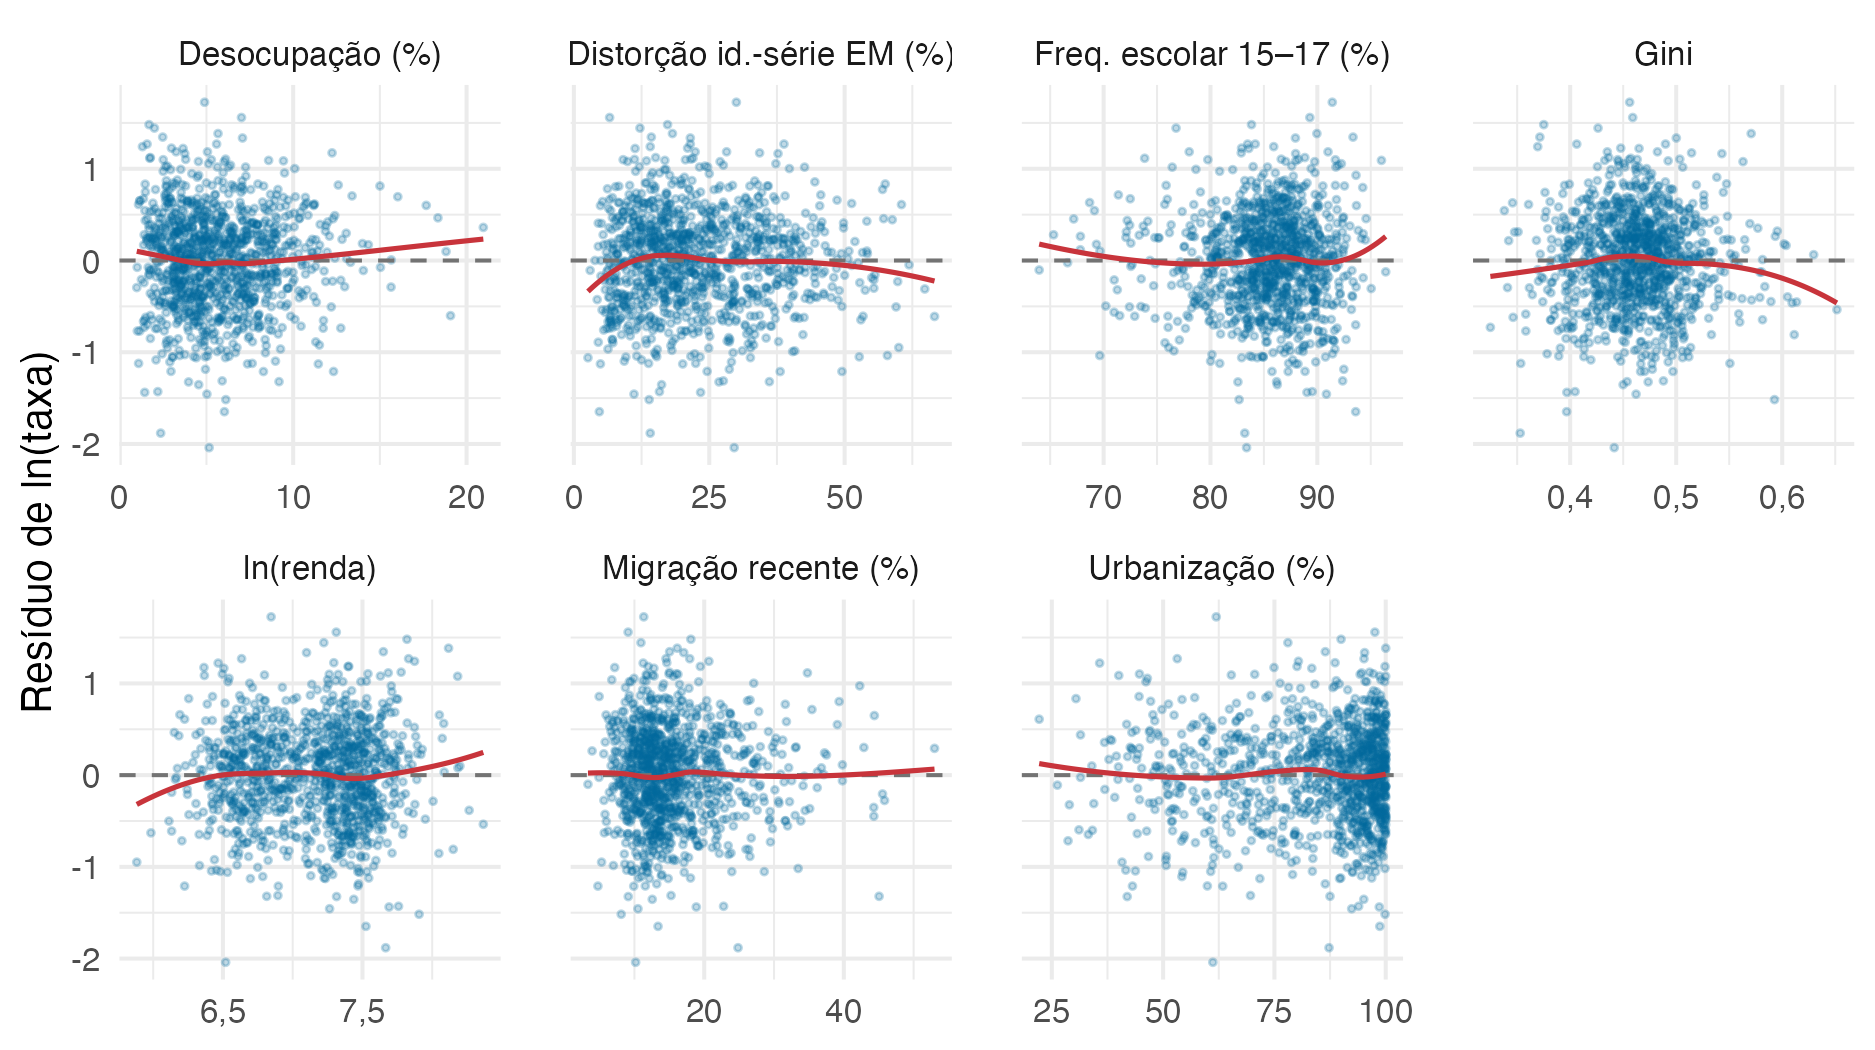 Desocupação (%)
Distorção id.-série EM (%)
Freq. escolar 15–17 (%)
Gini
Resíduo de ln(taxa)
1
0
-1
-2
0 10 20
0 25 50
70 80 90
0,4 0,5 0,6
ln(renda)
Migração recente (%)
Urbanização (%)
1
0
-1
-2
6,5 7,5
20 40
25 50 75 100